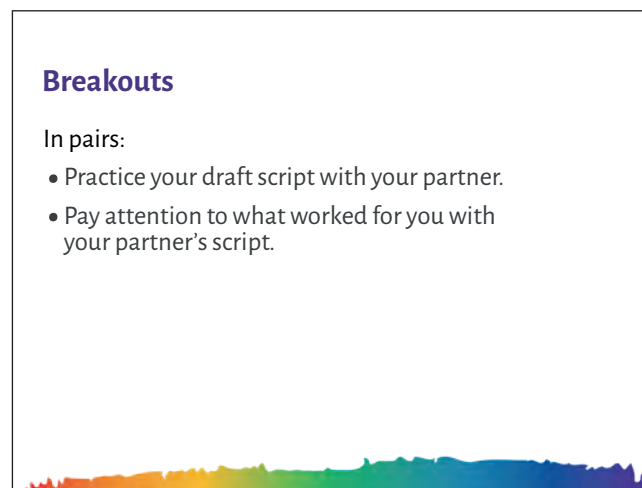 Breakouts
In pairs:
• Practice your draft script with your partner.
• Pay attention to what worked for you with
your partner’s script.